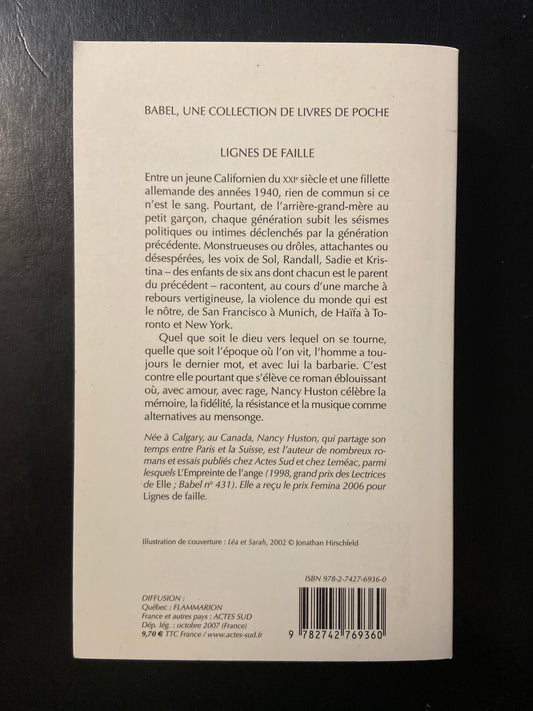 BABEL, UNE COLLECTION DE LIVRES DE POCHE
LIGNES DE FAILLE
Entre un jeune Californien du XXIe siècle et une fillette
allemande des années 1940, rien de commun si ce
n'est le sang. Pourtant, de l'arrière-grand-mère au
petit garçon, chaque génération subit les séismes
politiques ou intimes déclenchés par la génération
précédente. Monstrueuses ou drôles, attachantes ou
désespérées, les voix de Sol, Randall, Sadie et Kris-
tina – des enfants de six ans dont chacun est le parent
du précédent – racontent, au cours d'une marche à
rebours vertigineuse, la violence du monde qui est
le nôtre, de San Francisco à Munich, de Haïfa à To-
ronto et New York.
Quel que soit le dieu vers lequel on se tourne,
quelle que soit l'époque où l'on vit, l'homme a tou-
jours le dernier mot, et avec lui la barbarie. C'est
contre elle pourtant que s'élève ce roman éblouissant
où, avec amour, avec rage, Nancy Huston célèbre la
mémoire, la fidélité, la résistance et la musique comme
alternatives au mensonge.
Née à Calgary, au Canada, Nancy Huston, qui partage son
temps entre Paris et la Suisse, est l'auteur de nombreux ro-
mans et essais publiés chez Actes Sud et chez Leméac, parmi
lesquels L'Empreinte de l'ange (1998, grand prix des Lectrices
de Elle ; Babel n° 431). Elle a reçu le prix Femina 2006 pour
Lignes de faille.
Illustration de couverture : Léa et Sarah, 2002 © Jonathan Hirschfeld
ISBN 978-2-7427-6936-0
DIFFUSION :
Québec : FLAMMARION
France et autres pays : ACTES SUD
Dép. lég. : octobre 2007 (France)
9,70 € TTC France / www.actes-sud.fr
9 782742 769360